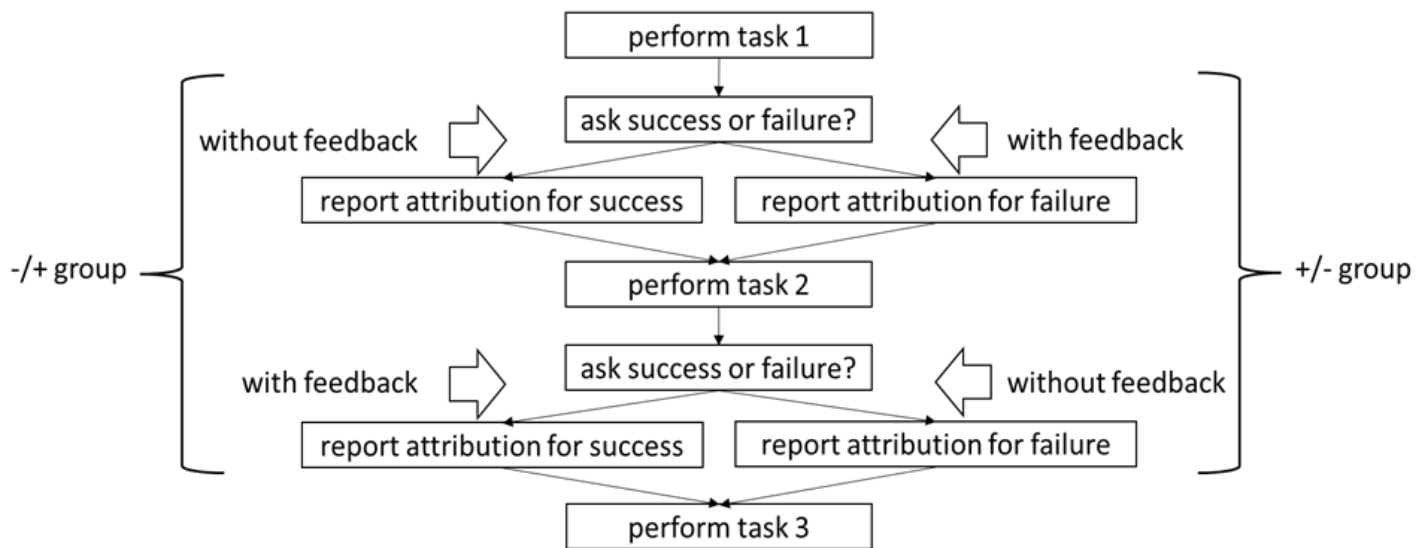 perform task 1
ask success or failure?
without feedback
with feedback
report attribution for success
report attribution for failure
-/+ group
+/- group
perform task 2
ask success or failure?
with feedback
without feedback
report attribution for success
report attribution for failure
perform task 3